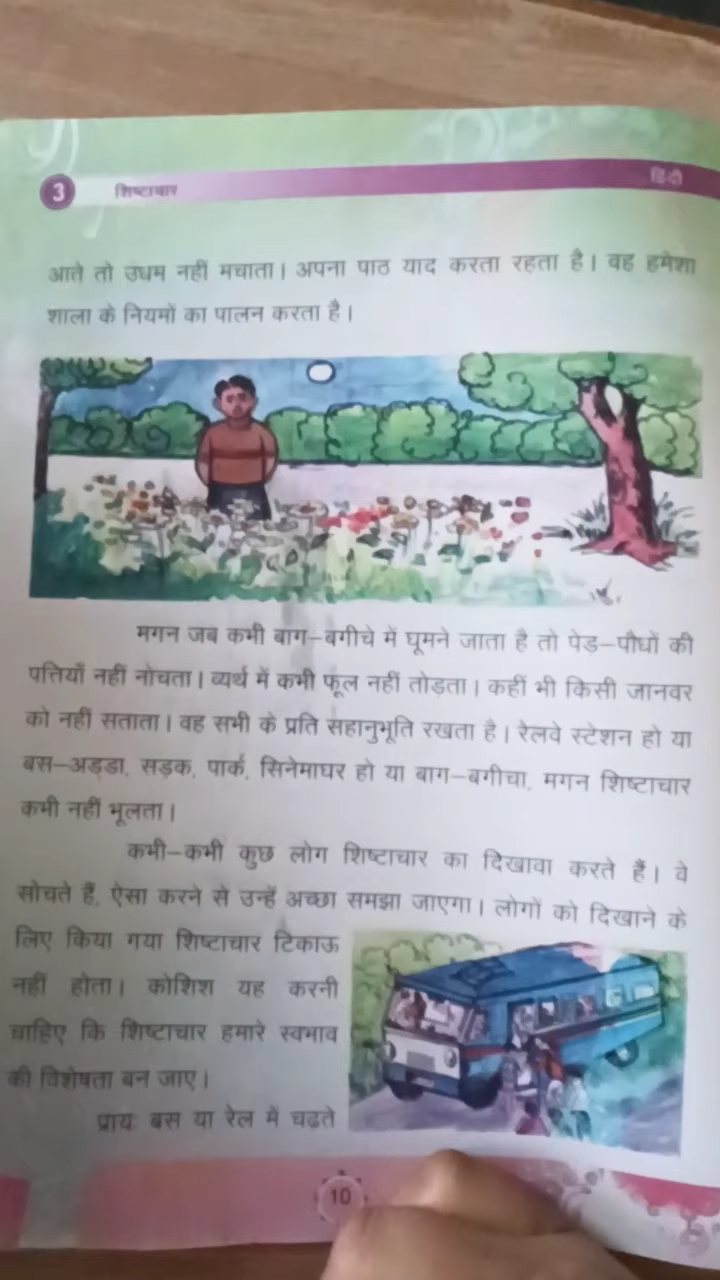 3 शिष्टाचार हिंदी
आते तो उधम नहीं मचाता। अपना पाठ याद करता रहता है। वह हमेशा
शाला के नियमों का पालन करता है।
मगन जब कभी बाग–बगीचे में घूमने जाता है तो पेड़–पौधों की
पत्तियाँ नहीं नोचता। व्यर्थ में कभी फूल नहीं तोड़ता। कहीं भी किसी जानवर
को नहीं सताता। वह सभी के प्रति सहानुभूति रखता है। रेलवे स्टेशन हो या
बस–अड्डा, सड़क, पार्क, सिनेमाघर हो या बाग–बगीचा, मगन शिष्टाचार
कभी नहीं भूलता।
कभी–कभी कुछ लोग शिष्टाचार का दिखावा करते हैं। वे
सोचते हैं, ऐसा करने से उन्हें अच्छा समझा जाएगा। लोगों को दिखाने के
लिए किया गया शिष्टाचार टिकाऊ
नहीं होता। कोशिश यह करनी
चाहिए कि शिष्टाचार हमारे स्वभाव
की विशेषता बन जाए।
प्रायः बस या रेल में चढ़ते
10